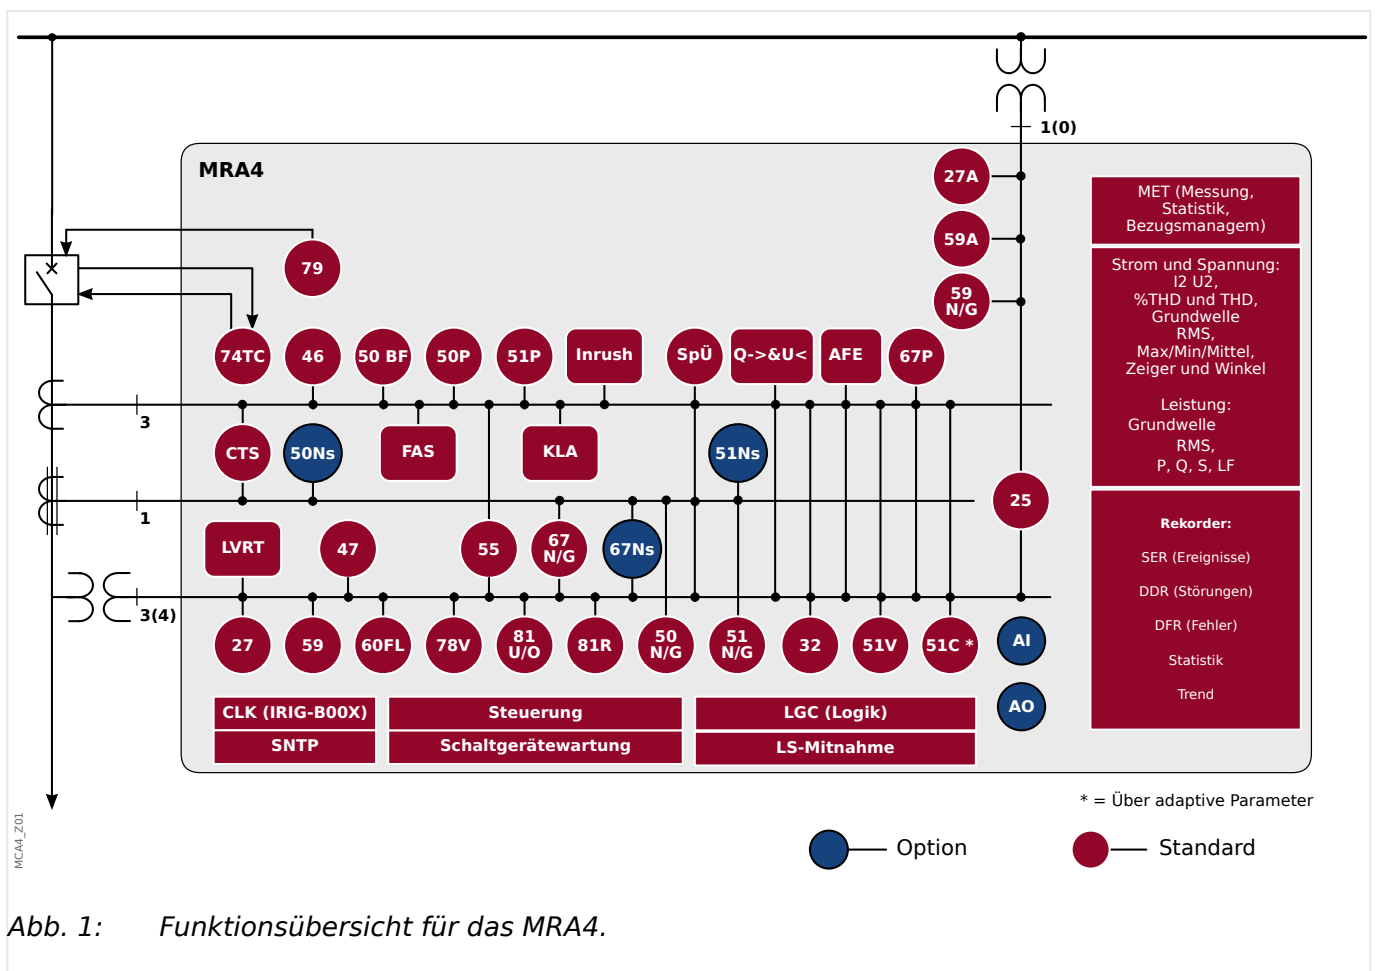 1(0)
MRA4
27A
59A
59
N/G
79
74TC
46
50 BF
50P
51P
Inrush
SpÜ
Q->&U<
AFE
67P
3
CTS
50Ns
FAS
KLA
51Ns
1
25
LVRT
47
55
67
N/G
67Ns
3(4)
27
59
60FL
78V
81
U/O
81R
50
N/G
51
N/G
32
51V
51C *
AI
AO
CLK (IRIG-B00X)
SNTP
Steuerung
Schaltgerätewartung
LGC (Logik)
LS-Mitnahme
MET (Messung,
Statistik,
Bezugsmanagem)
Strom und Spannung:
I2 U2,
%THD und THD,
Grundwelle
RMS,
Max/Min/Mittel,
Zeiger und Winkel
Leistung:
Grundwelle
RMS,
P, Q, S, LF
Rekorder:
SER (Ereignisse)
DDR (Störungen)
DFR (Fehler)
Statistik
Trend
* = Über adaptive Parameter
MCA4_Z01
Option
Standard
Abb. 1: Funktionsübersicht für das MRA4.